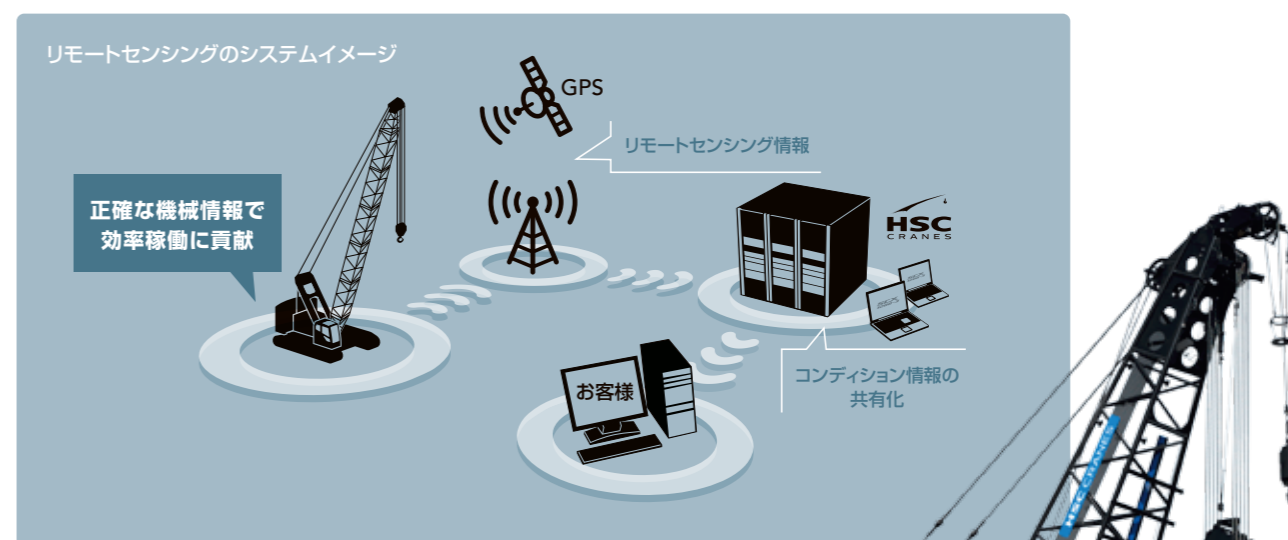 リモートセンシングのシステムイメージ
GPS
リモートセンシング情報
正確な機械情報で
効率稼働に貢献
HSC
CRANES
お客様
コンディション情報の
共有化
HSC CRANES